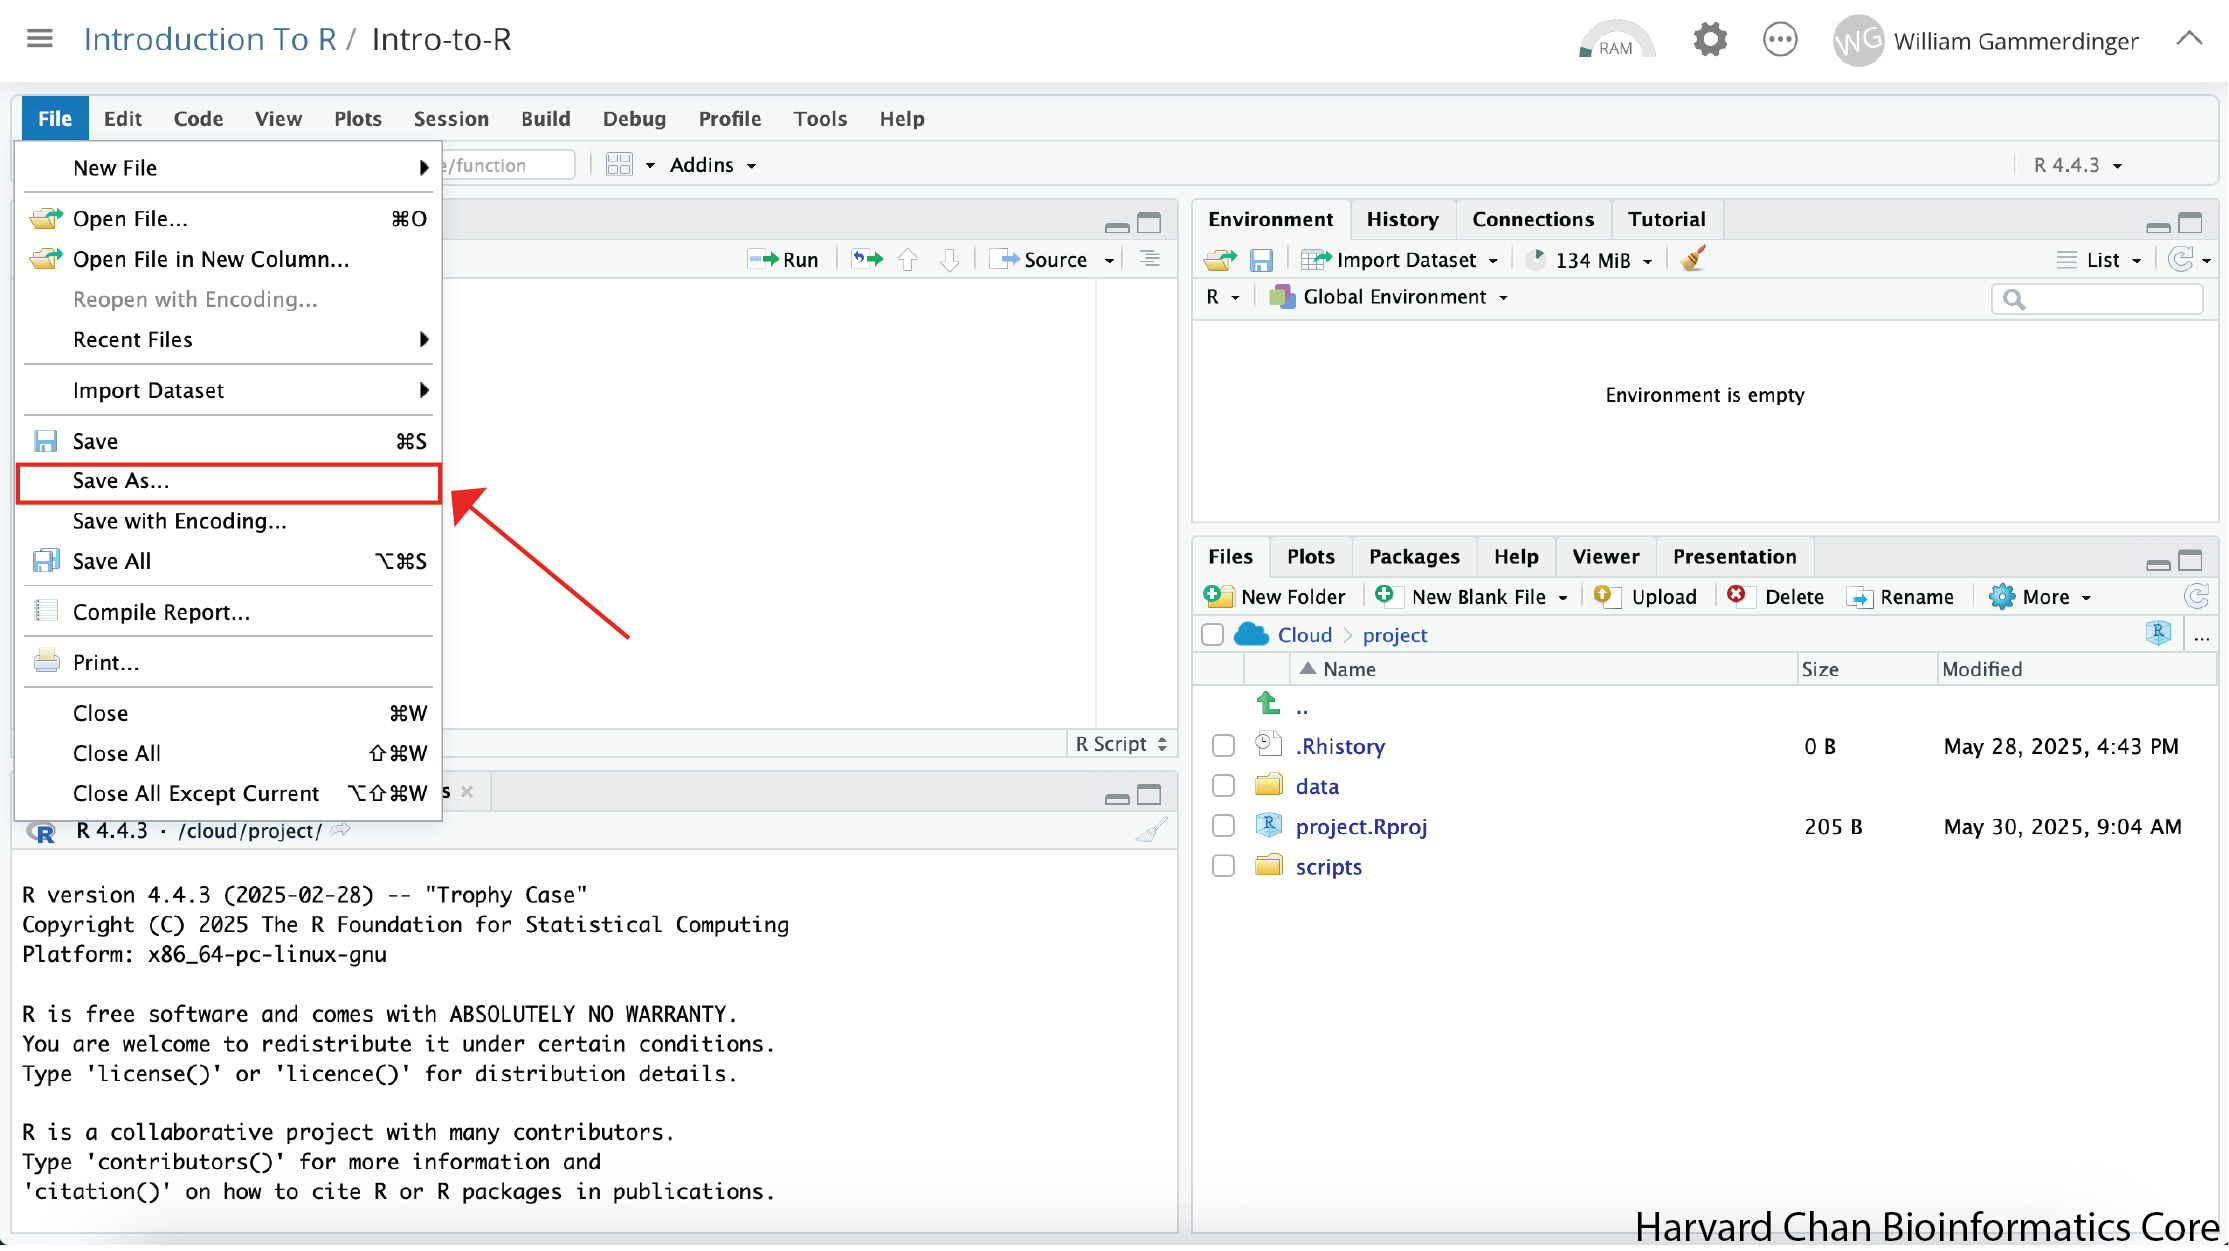 Introduction To R / Intro-to-R
RAM
WG William Gammerdinger
File Edit Code View Plots Session Build Debug Profile Tools Help
e/function
Addins
R 4.4.3
New File
Open File... ⌘O
Open File in New Column...
Reopen with Encoding...
Recent Files
Import Dataset
Save ⌘S
Save As...
Save with Encoding...
Save All ⌥⌘S
Compile Report...
Print...
Close ⌘W
Close All ⇧⌘W
Close All Except Current ⌥⇧⌘W
Run Source
R Script
s
R 4.4.3 · /cloud/project/
R version 4.4.3 (2025-02-28) -- "Trophy Case"
Copyright (C) 2025 The R Foundation for Statistical Computing
Platform: x86_64-pc-linux-gnu
R is free software and comes with ABSOLUTELY NO WARRANTY.
You are welcome to redistribute it under certain conditions.
Type 'license()' or 'licence()' for distribution details.
R is a collaborative project with many contributors.
Type 'contributors()' for more information and
'citation()' on how to cite R or R packages in publications.
Environment History Connections Tutorial
Import Dataset 134 MiB List
R Global Environment
Environment is empty
Files Plots Packages Help Viewer Presentation
New Folder New Blank File Upload Delete Rename More
Cloud > project R ...
Name Size Modified
..
.Rhistory 0 B May 28, 2025, 4:43 PM
data
project.Rproj 205 B May 30, 2025, 9:04 AM
scripts
Harvard Chan Bioinformatics Core